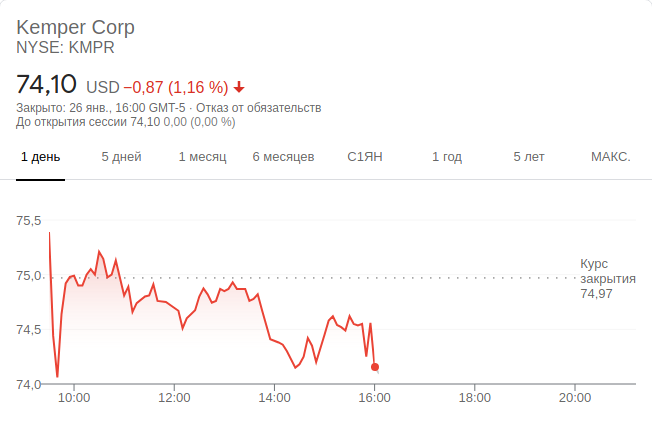 Kemper Corp
NYSE: KMPR
74,10 USD −0,87 (1,16 %)
Закрыто: 26 янв., 16:00 GMT-5 · Отказ от обязательств
До открытия сессии 74,10 0,00 (0,00 %)
1 день 5 дней 1 месяц 6 месяцев С1ЯН 1 год 5 лет МАКС.
75,5
75,0
74,5
74,0
Курс
закрытия
74,97
10:00 12:00 14:00 16:00 18:00 20:00